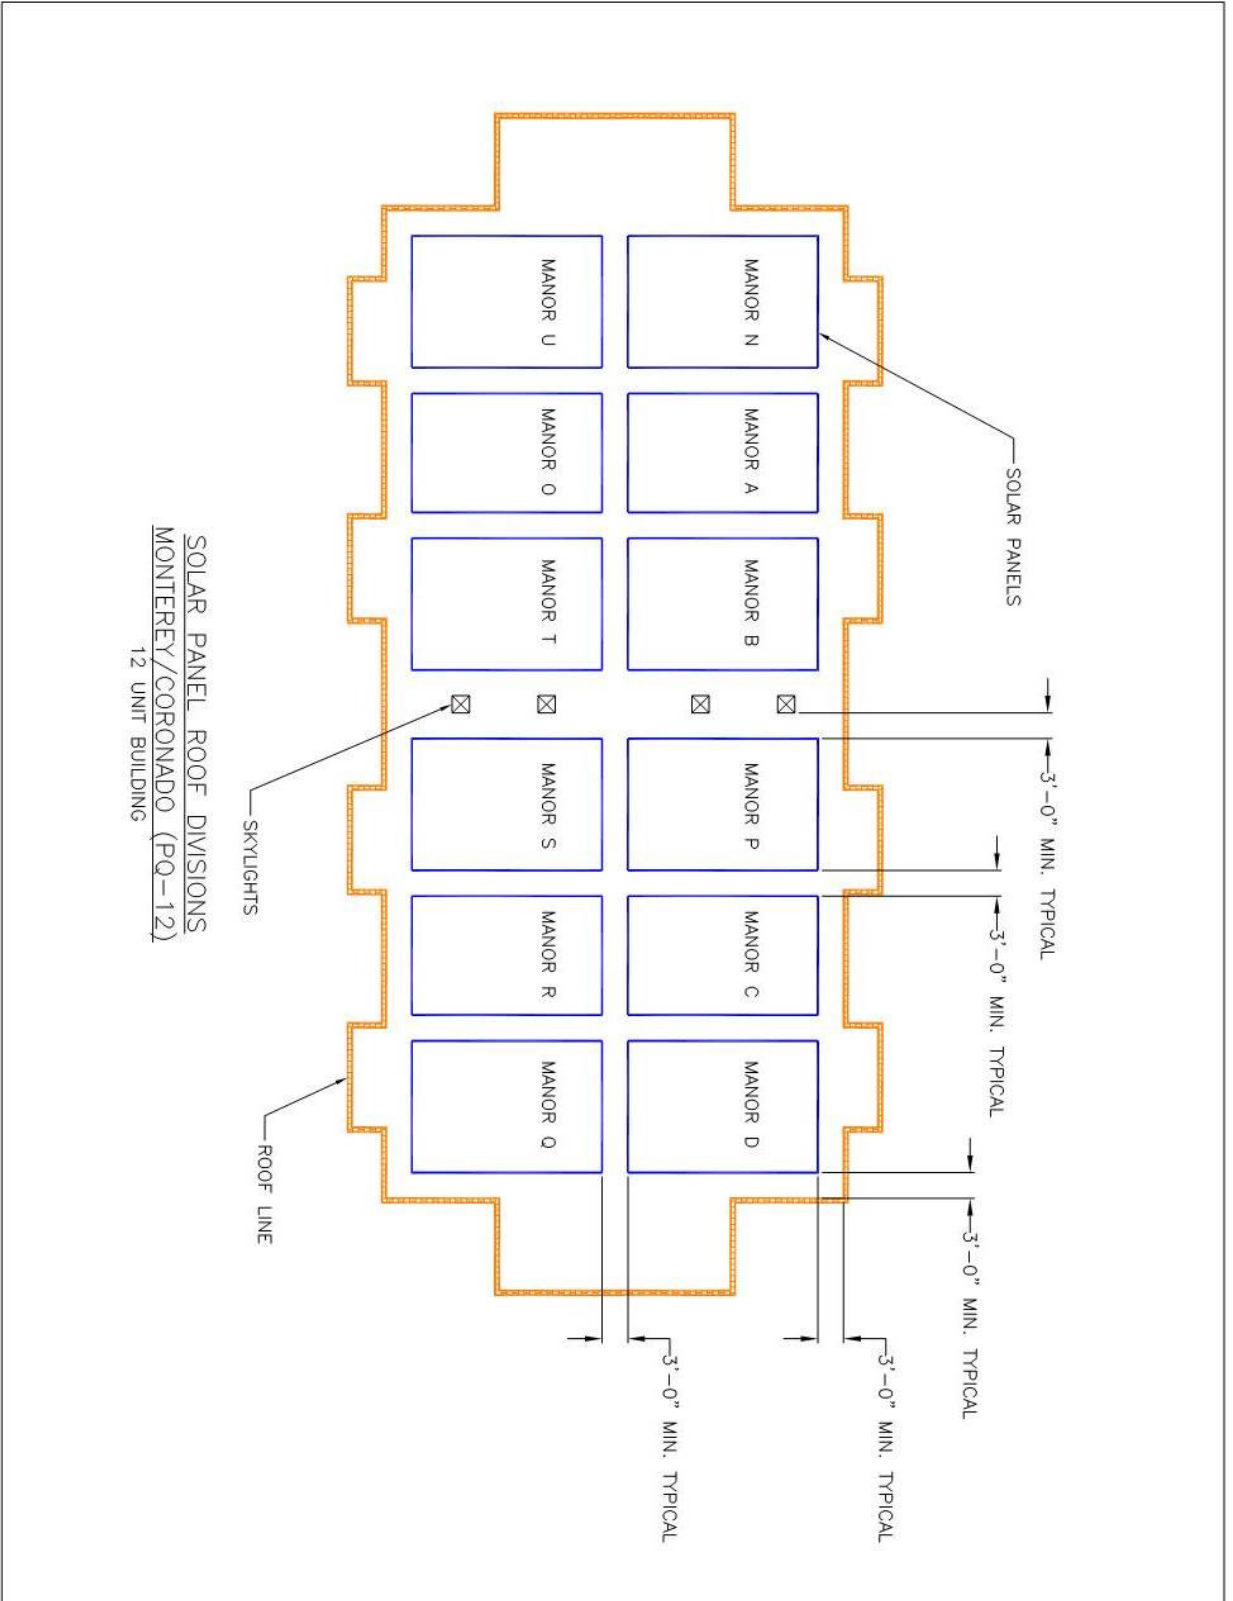 3'-0" MIN. TYPICAL
SOLAR PANELS
3'-0" MIN. TYPICAL
3'-0" MIN. TYPICAL
3'-0" MIN. TYPICAL
MANOR N
MANOR A
MANOR B
MANOR P
MANOR C
MANOR D
3'-0" MIN. TYPICAL
MANOR U
MANOR O
MANOR T
MANOR S
MANOR R
MANOR Q
ROOF LINE
SKYLIGHTS
SOLAR PANEL ROOF DIVISIONS
MONTEREY/CORONADO (PQ-12)
12 UNIT BUILDING